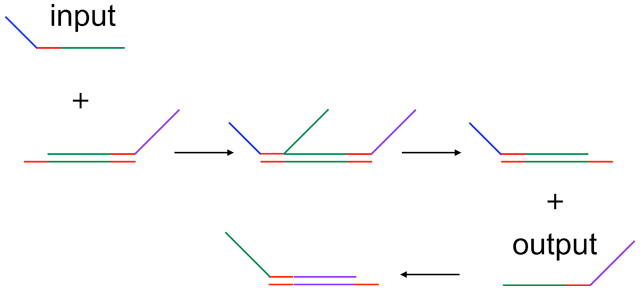 input
+
+
output